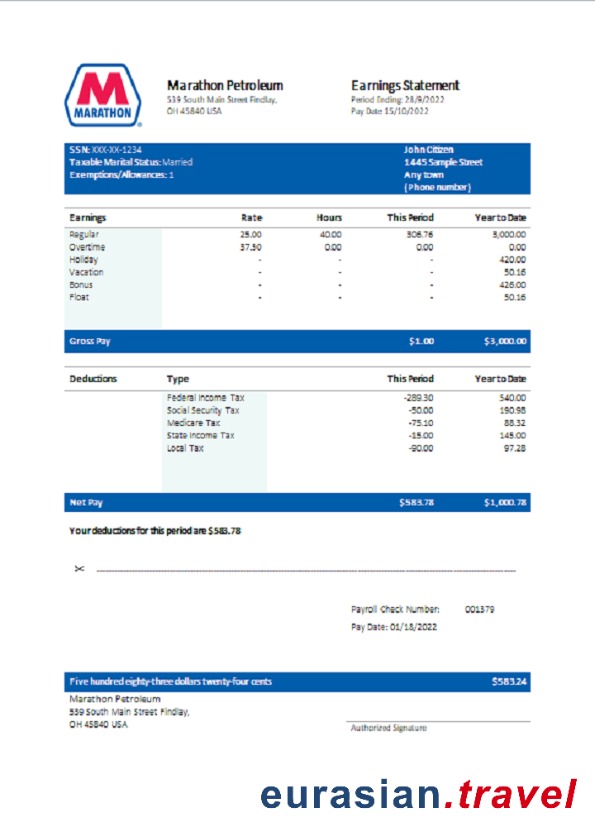 MARATHON
Marathon Petroleum
539 South Main Street Findlay,
OH 45840 USA
Earnings Statement
Period Ending: 28/9/2022
Pay Date 15/10/2022
SSN: XXX-XX-1234
Taxable Marital Status: Married
Exemptions/Allowances: 1
John Citizen
1445 Sample Street
Any town
(Phone number)
Earnings Rate Hours This Period Year to Date
Regular 25.00 40.00 306.76 3,000.00
Overtime 37.50 0.00 0.00 0.00
Holiday - - - 420.00
Vacation - - - 50.16
Bonus - - - 426.00
Float - - - 50.16
Gross Pay $1.00 $3,000.00
Deductions Type This Period Year to Date
Federal Income Tax -289.30 540.00
Social Security Tax -50.00 190.98
Medicare Tax -75.10 88.32
State Income Tax -15.00 145.00
Local Tax -90.00 97.28
Net Pay $583.78 $1,000.78
Your deductions for this period are $583.78
Payroll Check Number: 001379
Pay Date: 01/18/2022
Five hundred eighty-three dollars twenty-four cents $583.24
Marathon Petroleum
539 South Main Street Findlay,
OH 45840 USA
Authorized Signature
eurasian.travel